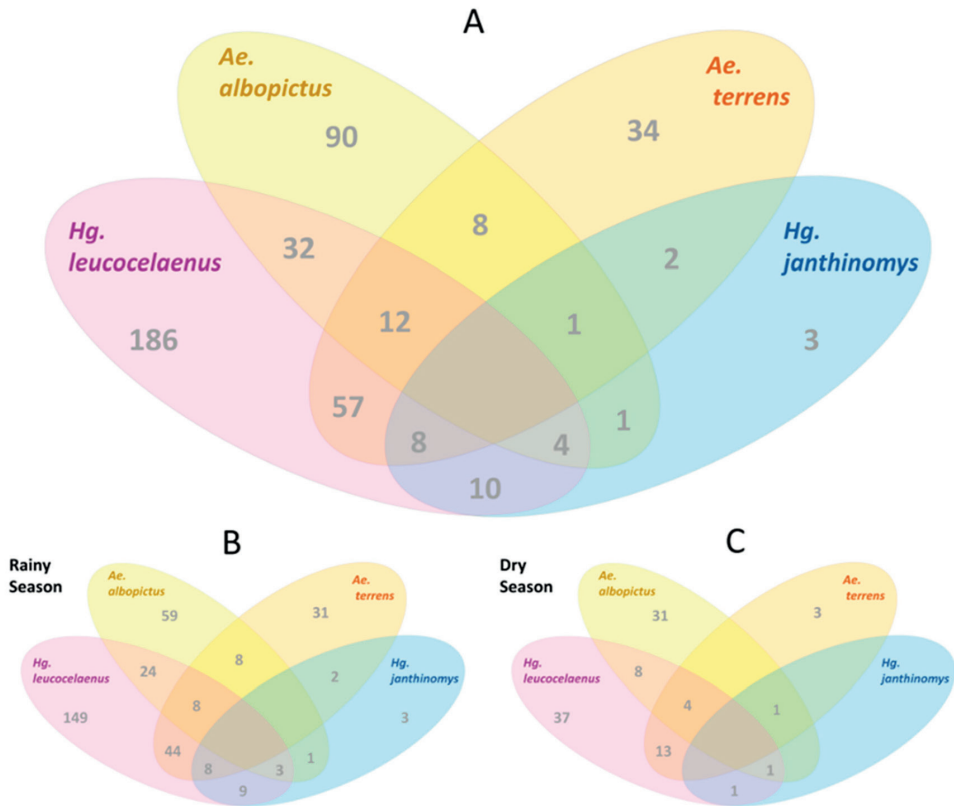 A
Ae.
albopictus
Ae.
terrens
90
34
Hg.
leucocelaenus
32
8
2
Hg.
janthinomys
186
12
1
3
57
8
4
1
10
B
Rainy
Season
Ae.
albopictus
Ae.
terrens
59
31
Hg.
leucocelaenus
24
8
2
Hg.
janthinomys
149
8
3
44
8
3
1
9
C
Dry
Season
Ae.
albopictus
Ae.
terrens
31
3
Hg.
leucocelaenus
8
Hg.
janthinomys
37
4
1
13
1
1